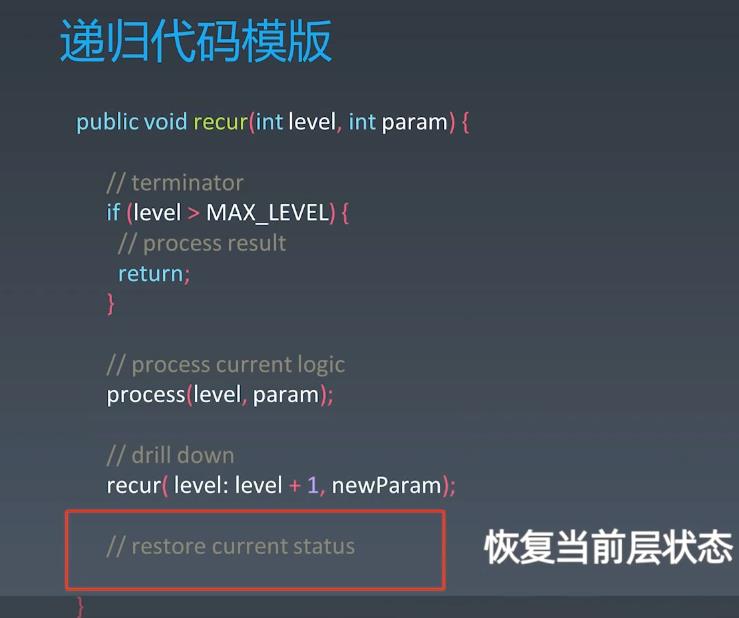 递归代码模版
public void recur(int level, int param) {
// terminator
if (level > MAX_LEVEL) {
// process result
return;
}
// process current logic
process(level, param);
// drill down
recur( level: level + 1, newParam);
// restore current status
恢复当前层状态
}